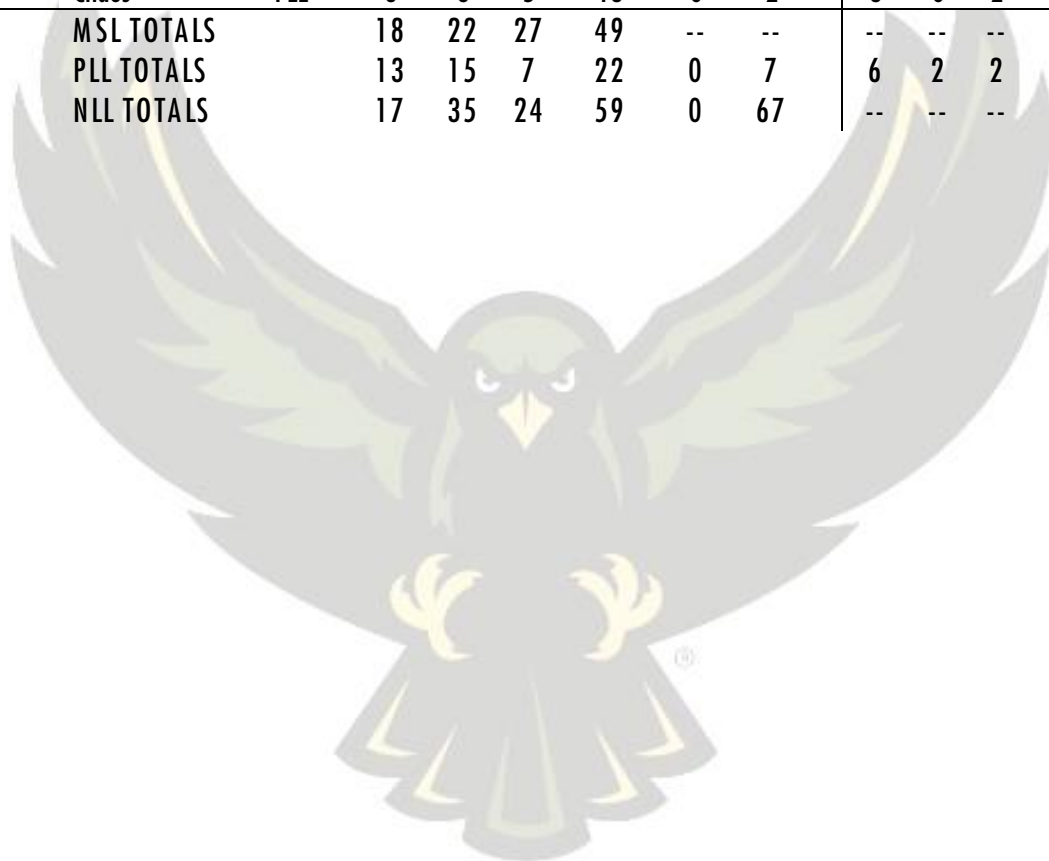 MSL TOTALS 18 22 27 49 -- -- -- -- --
PLL TOTALS 13 15 7 22 0 7 6 2 2
NLL TOTALS 17 35 24 59 0 67 -- -- --
®